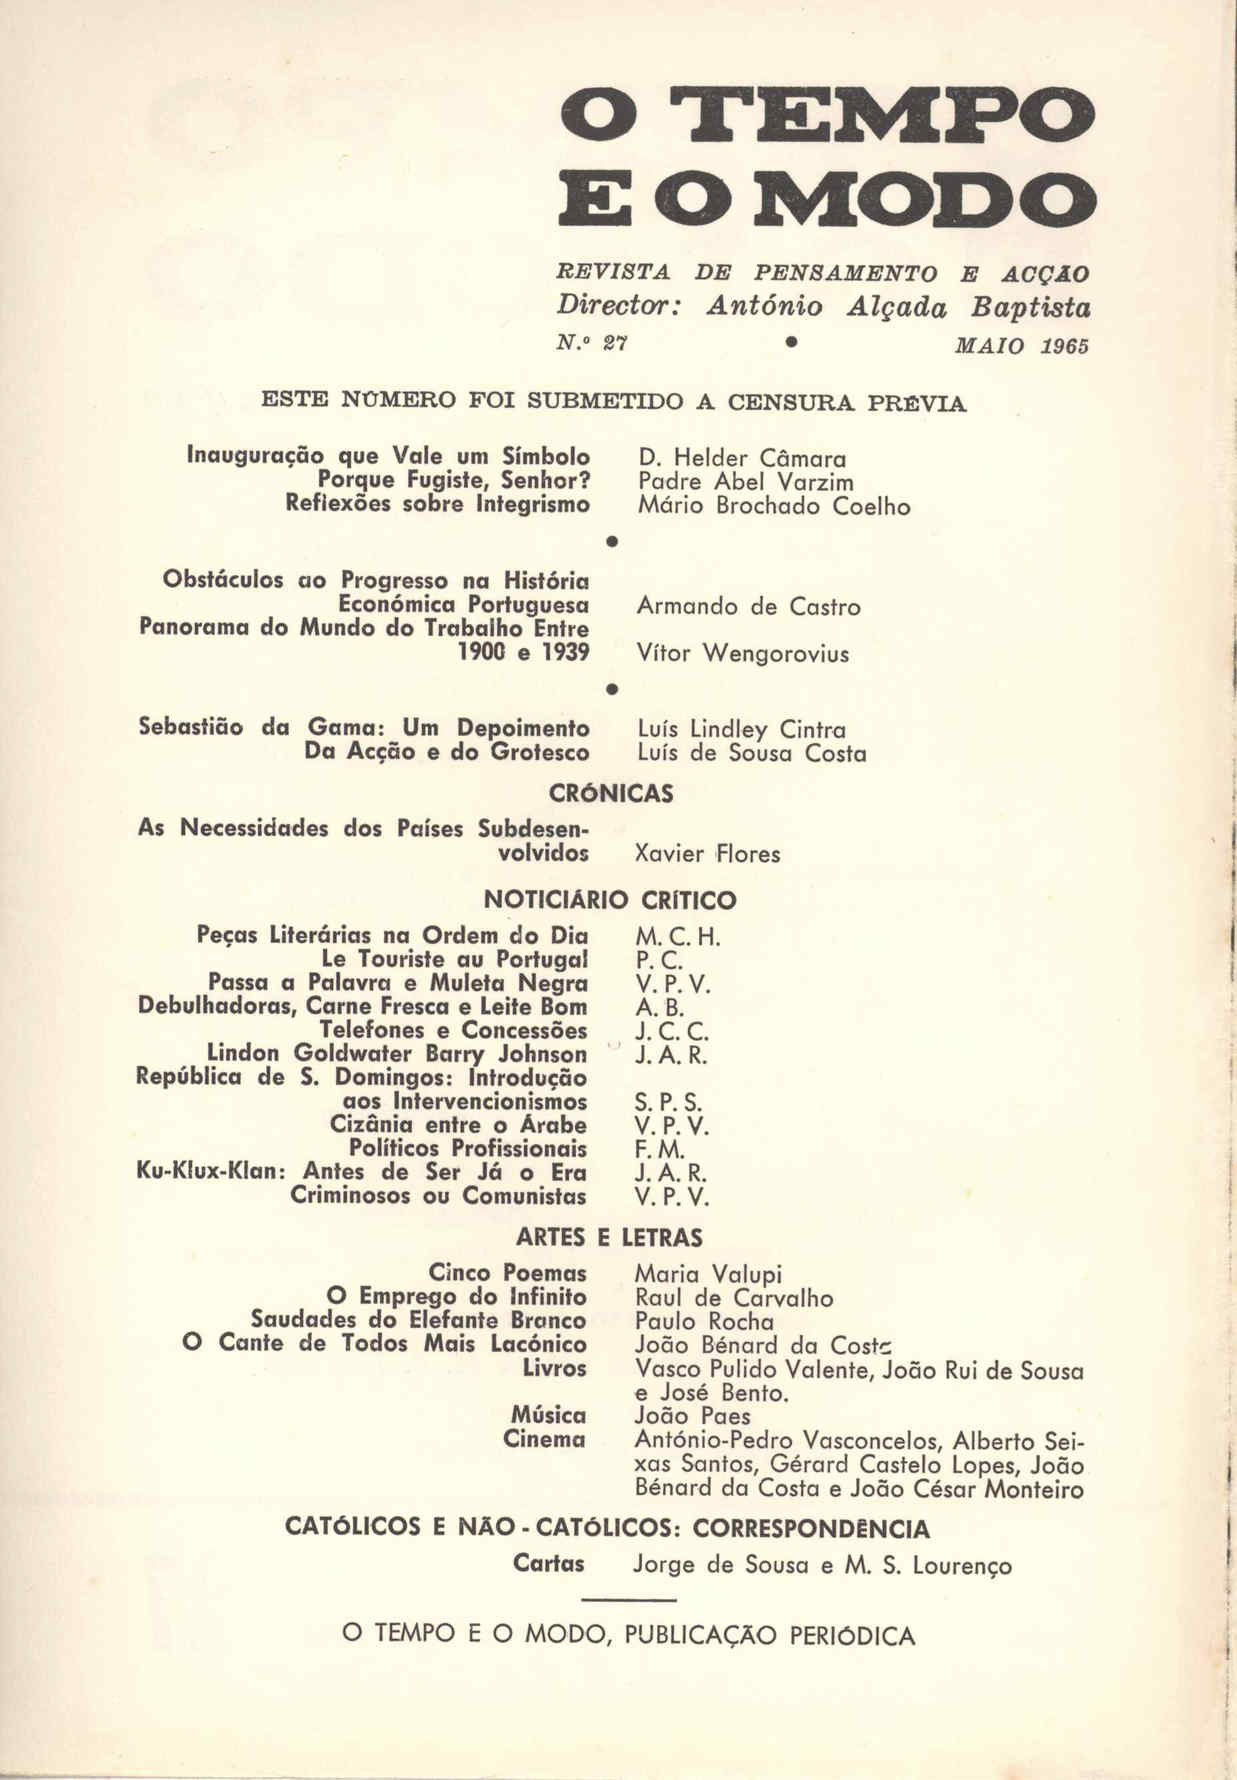 O TEMPO
E O MODO
REVISTA DE PENSAMENTO E ACÇÃO
Director: António Alçada Baptista
N.º 27 • MAIO 1965
ESTE NÚMERO FOI SUBMETIDO A CENSURA PRÉVIA
Inauguração que Vale um Símbolo D. Helder Câmara
Porque Fugiste, Senhor? Padre Abel Varzim
Reflexões sobre Integrismo Mário Brochado Coelho
•
Obstáculos ao Progresso na História
Económica Portuguesa Armando de Castro
Panorama do Mundo do Trabalho Entre
1900 e 1939 Vítor Wengorovius
•
Sebastião da Gama: Um Depoimento Luís Lindley Cintra
Da Acção e do Grotesco Luís de Sousa Costa
CRÓNICAS
As Necessidades dos Países Subdesen-
volvidos Xavier Flores
NOTICIÁRIO CRÍTICO
Peças Literárias na Ordem do Dia M. C. H.
Le Touriste au Portugal P. C.
Passa a Palavra e Muleta Negra V. P. V.
Debulhadoras, Carne Fresca e Leite Bom A. B.
Telefones e Concessões J. C. C.
Lindon Goldwater Barry Johnson J. A. R.
República de S. Domingos: Introdução
aos Intervencionismos S. P. S.
Cizânia entre o Árabe V. P. V.
Políticos Profissionais F. M.
Ku-Klux-Klan: Antes de Ser Já o Era J. A. R.
Criminosos ou Comunistas V. P. V.
ARTES E LETRAS
Cinco Poemas Maria Valupi
O Emprego do Infinito Raul de Carvalho
Saudades do Elefante Branco Paulo Rocha
O Cante de Todos Mais Lacónico João Bénard da Costa
Livros Vasco Pulido Valente, João Rui de Sousa
e José Bento.
Música João Paes
Cinema António-Pedro Vasconcelos, Alberto Sei-
xas Santos, Gérard Castelo Lopes, João
Bénard da Costa e João César Monteiro
CATÓLICOS E NÃO-CATÓLICOS: CORRESPONDÊNCIA
Cartas Jorge de Sousa e M. S. Lourenço
O TEMPO E O MODO, PUBLICAÇÃO PERIÓDICA